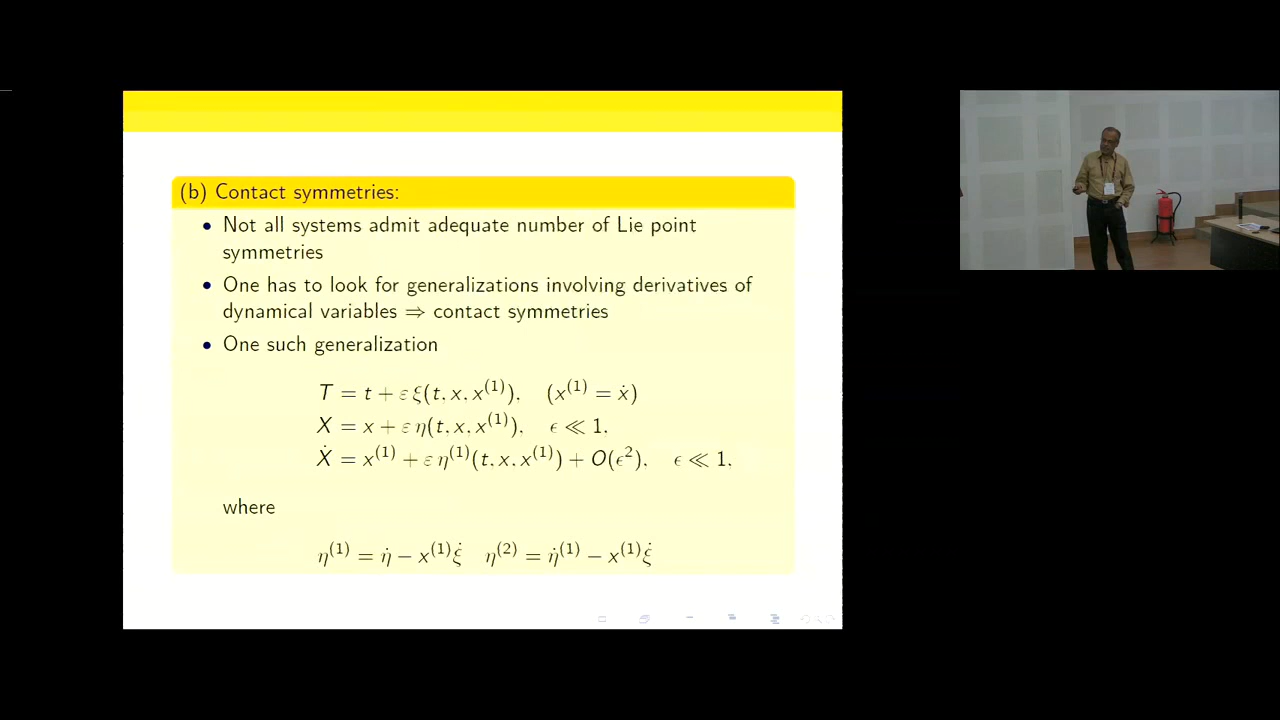 (b) Contact symmetries:
• Not all systems admit adequate number of Lie point
symmetries
• One has to look for generalizations involving derivatives of
dynamical variables ⇒ contact symmetries
• One such generalization
T = t + ε ξ(t, x, x⁽¹⁾), (x⁽¹⁾ = ẋ)
X = x + ε η(t, x, x⁽¹⁾), ϵ ≪ 1.
Ẋ = x⁽¹⁾ + ε η⁽¹⁾(t, x, x⁽¹⁾) + O(ϵ²), ϵ ≪ 1.
where
η⁽¹⁾ = η̇ − x⁽¹⁾ξ̇ η⁽²⁾ = η̇⁽¹⁾ − x⁽¹⁾ξ̇